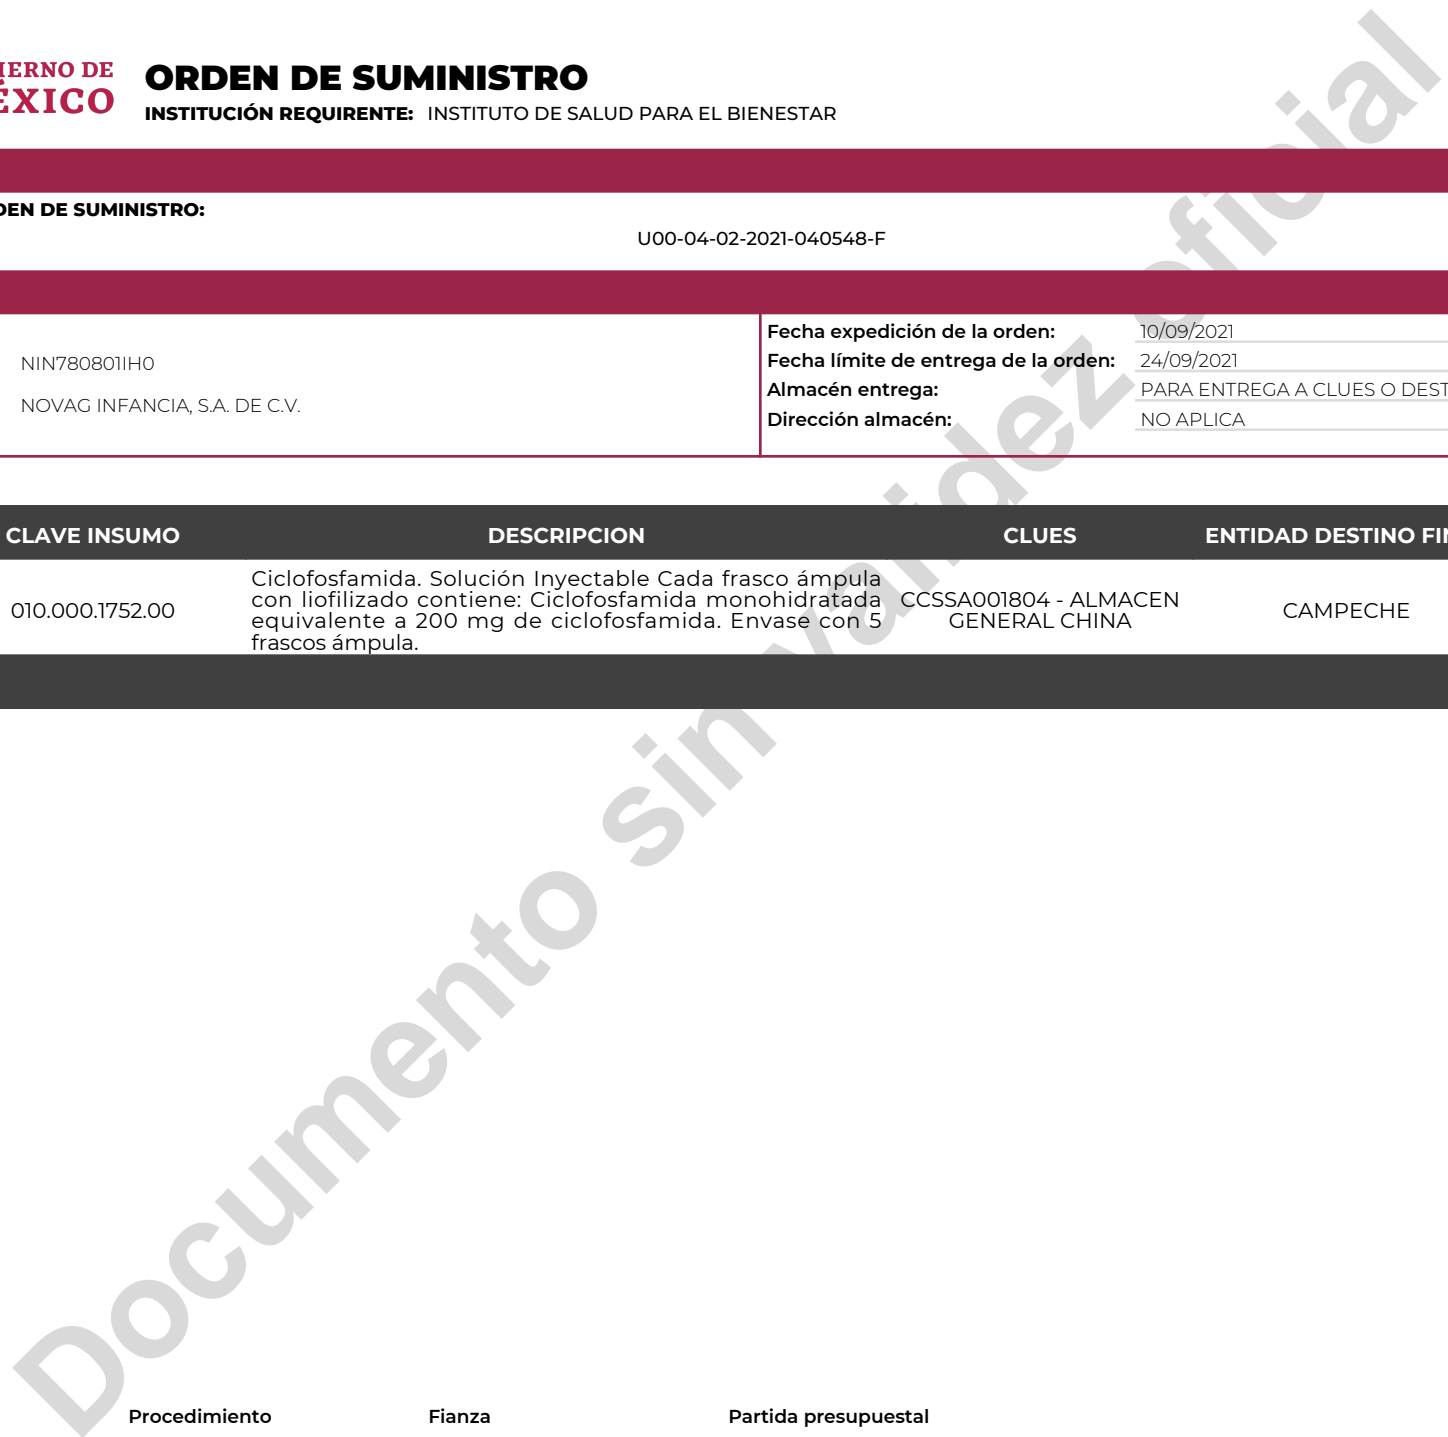 IERNO DE
ÉXICO
ORDEN DE SUMINISTRO
INSTITUCIÓN REQUIRENTE: INSTITUTO DE SALUD PARA EL BIENESTAR
DEN DE SUMINISTRO:
U00-04-02-2021-040548-F
NIN780801IH0
NOVAG INFANCIA, S.A. DE C.V.
Fecha expedición de la orden: 10/09/2021
Fecha límite de entrega de la orden: 24/09/2021
Almacén entrega: PARA ENTREGA A CLUES O DEST
Dirección almacén: NO APLICA
CLAVE INSUMO DESCRIPCION CLUES ENTIDAD DESTINO FIN
010.000.1752.00
Ciclofosfamida. Solución Inyectable Cada frasco ámpula
con liofilizado contiene: Ciclofosfamida monohidratada
equivalente a 200 mg de ciclofosfamida. Envase con 5
frascos ámpula.
CCSSA001804 - ALMACEN
GENERAL CHINA
CAMPECHE
Documento sin validez oficial
Procedimiento Fianza Partida presupuestal